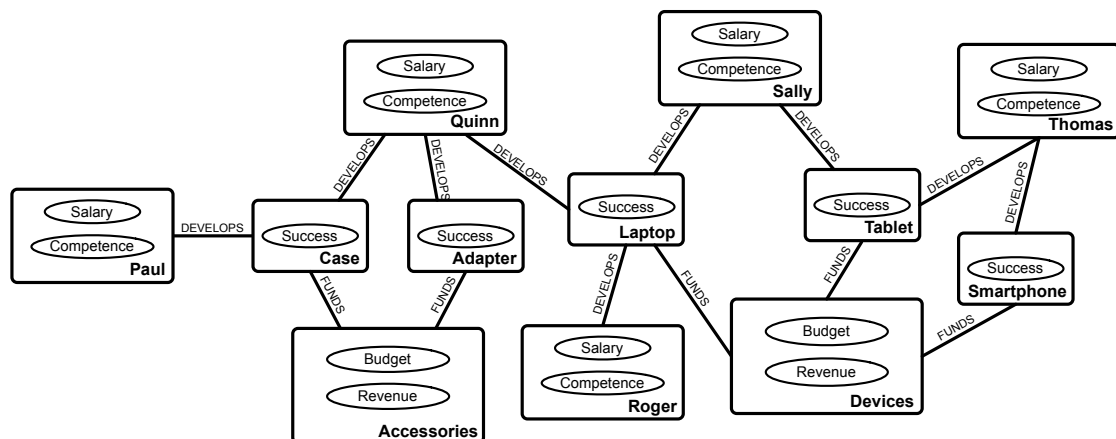 Salary
Competence
Sally
Salary
Competence
Quinn
Salary
Competence
Thomas
DEVELOPS
DEVELOPS
DEVELOPS
DEVELOPS
DEVELOPS
DEVELOPS
DEVELOPS
Salary
Competence
Paul
DEVELOPS
Success
Case
Success
Adapter
Success
Laptop
Success
Tablet
Success
Smartphone
FUNDS
FUNDS
DEVELOPS
FUNDS
FUNDS
FUNDS
Budget
Revenue
Accessories
Salary
Competence
Roger
Budget
Revenue
Devices